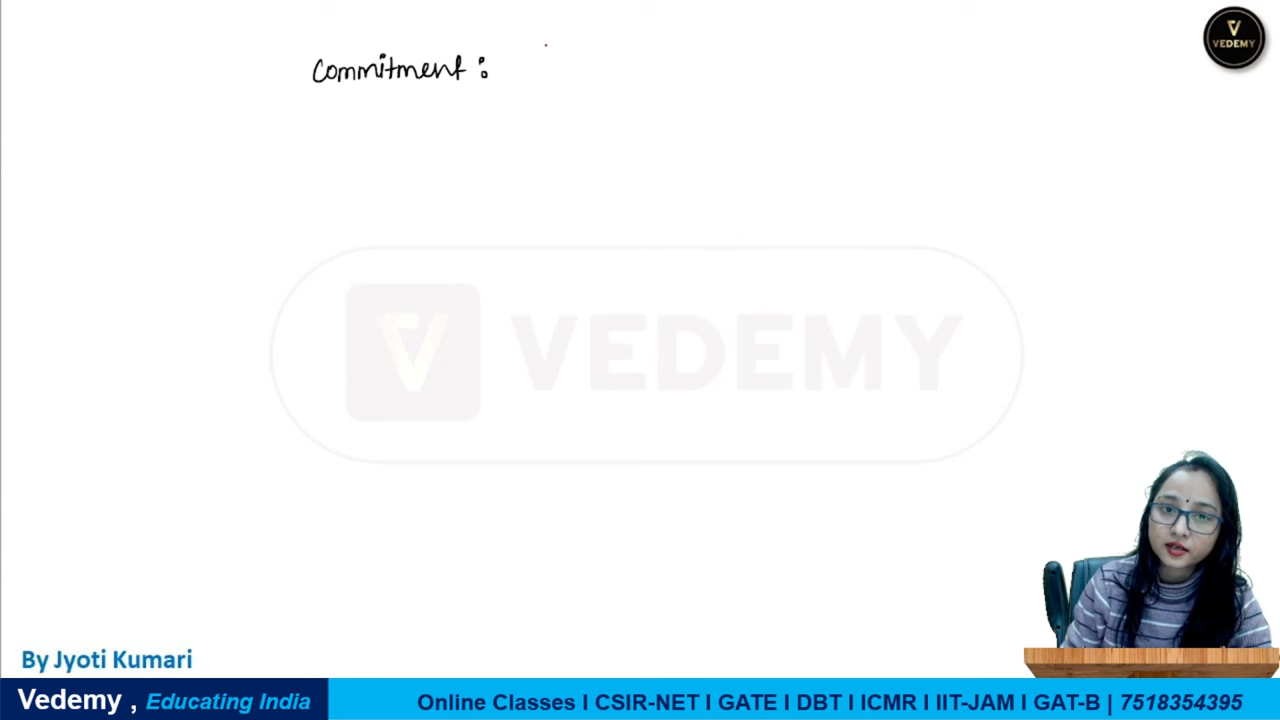 V
VEDEMY
Commitment :
V VEDEMY
By Jyoti Kumari
Vedemy , Educating India
Online Classes I CSIR-NET I GATE I DBT I ICMR I IIT-JAM I GAT-B | 7518354395